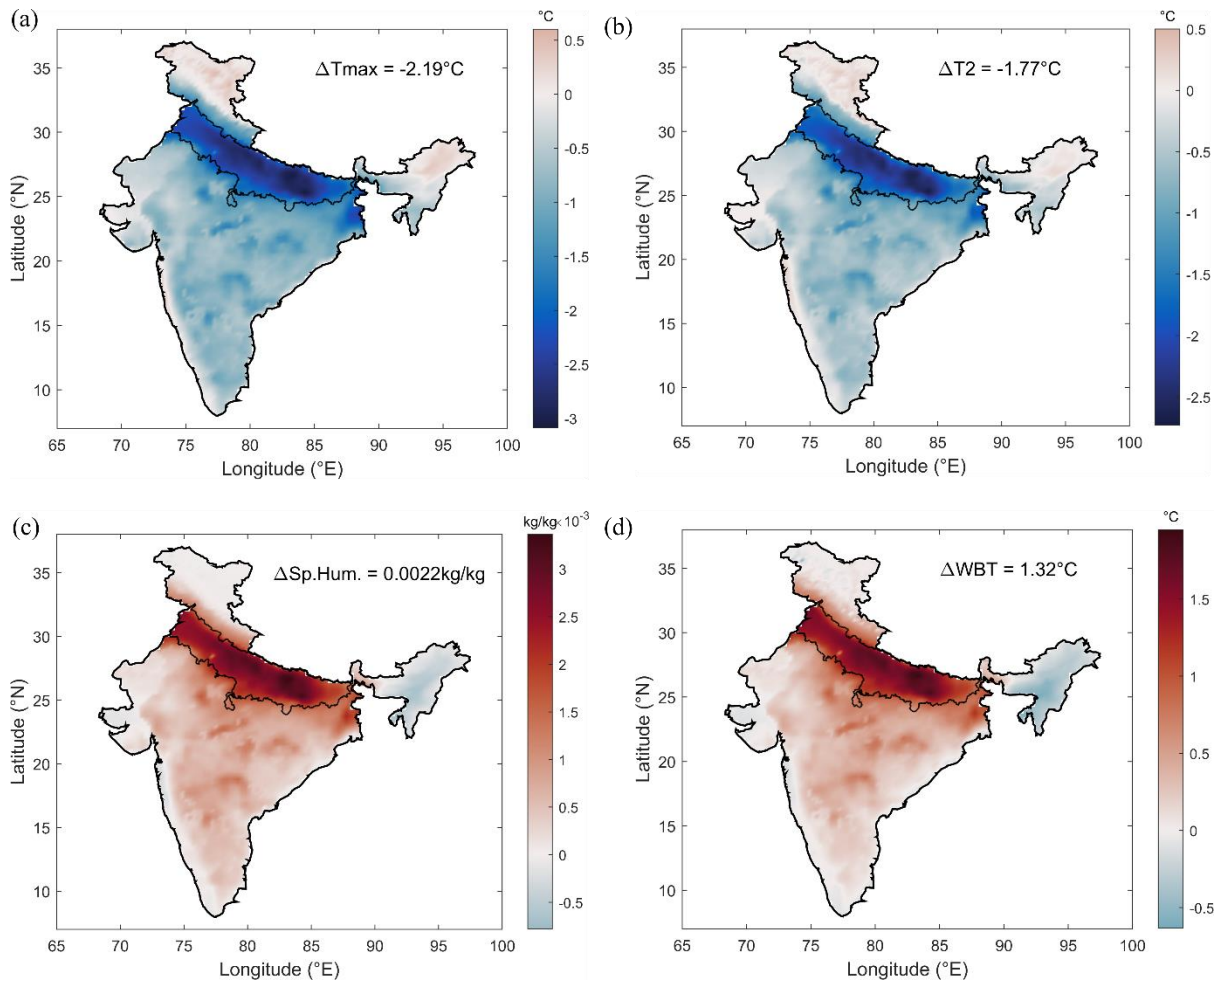 (a)
°C
ΔTmax = -2.19°C
35
30
25
20
15
10
Latitude (°N)
65 70 75 80 85 90 95 100
Longitude (°E)
0.5
0
-0.5
-1
-1.5
-2
-2.5
-3
(b)
°C
ΔT2 = -1.77°C
35
30
25
20
15
10
Latitude (°N)
65 70 75 80 85 90 95 100
Longitude (°E)
0.5
0
-0.5
-1
-1.5
-2
-2.5
(c)
kg/kg×10-3
ΔSp.Hum. = 0.0022kg/kg
35
30
25
20
15
10
Latitude (°N)
65 70 75 80 85 90 95 100
Longitude (°E)
3
2.5
2
1.5
1
0.5
0
-0.5
(d)
°C
ΔWBT = 1.32°C
35
30
25
20
15
10
Latitude (°N)
65 70 75 80 85 90 95 100
Longitude (°E)
1.5
1
0.5
0
-0.5